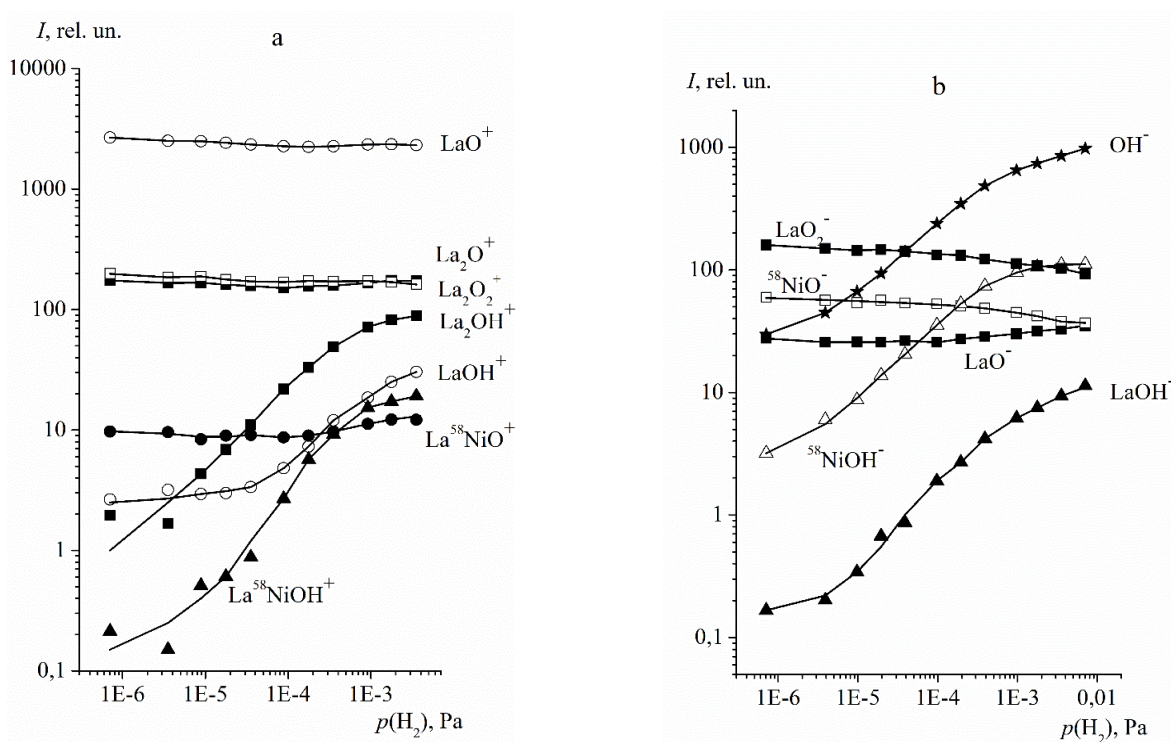 I, rel. un.
a
10000
1000
100
10
1
0,1
LaO⁺
La₂O⁺
La₂O₂⁺
La₂OH⁺
LaOH⁺
La⁵⁸NiO⁺
La⁵⁸NiOH⁺
1E-6
1E-5
1E-4
1E-3
p(H₂), Pa
I, rel. un.
b
1000
100
10
1
0,1
OH⁻
LaO₂⁻
⁵⁸NiO⁻
LaO⁻
LaOH⁻
⁵⁸NiOH⁻
1E-6
1E-5
1E-4
1E-3
0,01
p(H₂), Pa